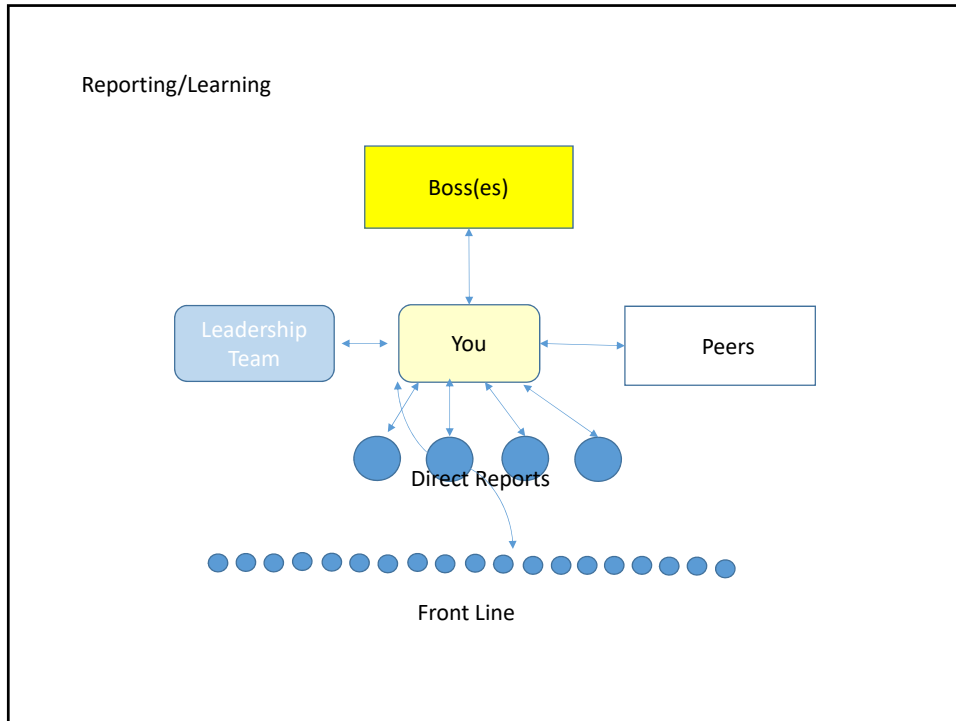 Reporting/Learning
Boss(es)
Leadership
Team
You
Peers
Direct Reports
Front Line